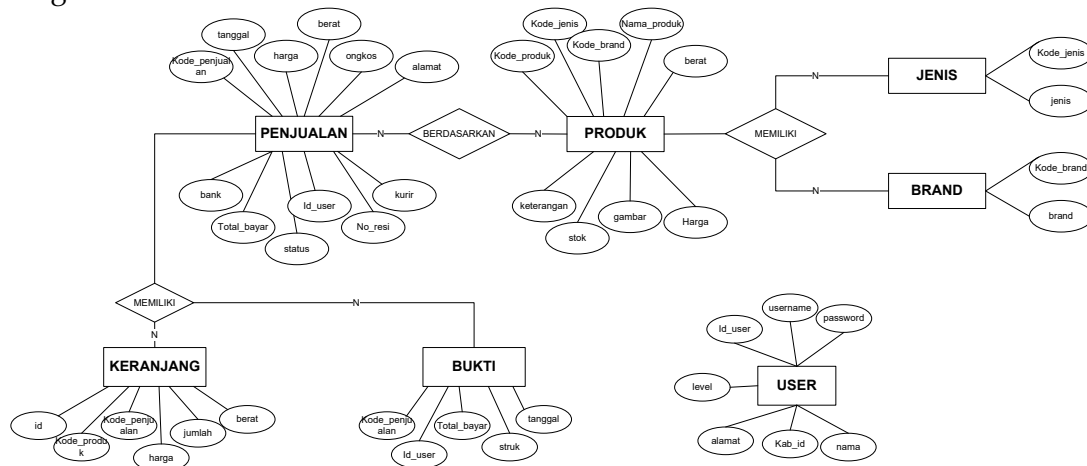 berat
tanggal
harga
ongkos
Kode_penjual
an
alamat
Kode_jenis
Nama_produk
Kode_brand
Kode_produk
berat
Kode_jenis
JENIS
jenis
N
PENJUALAN
N
BERDASARKAN
N
PRODUK
MEMILIKI
N
Kode_brand
BRAND
brand
bank
Id_user
kurir
Total_bayar
No_resi
status
keterangan
gambar
Harga
stok
MEMILIKI
N
N
KERANJANG
BUKTI
id
Kode_produ
k
Kode_penju
alan
harga
jumlah
berat
Kode_penju
alan
Id_user
Total_bayar
struk
tanggal
username
Id_user
password
level
USER
alamat
Kab_id
nama